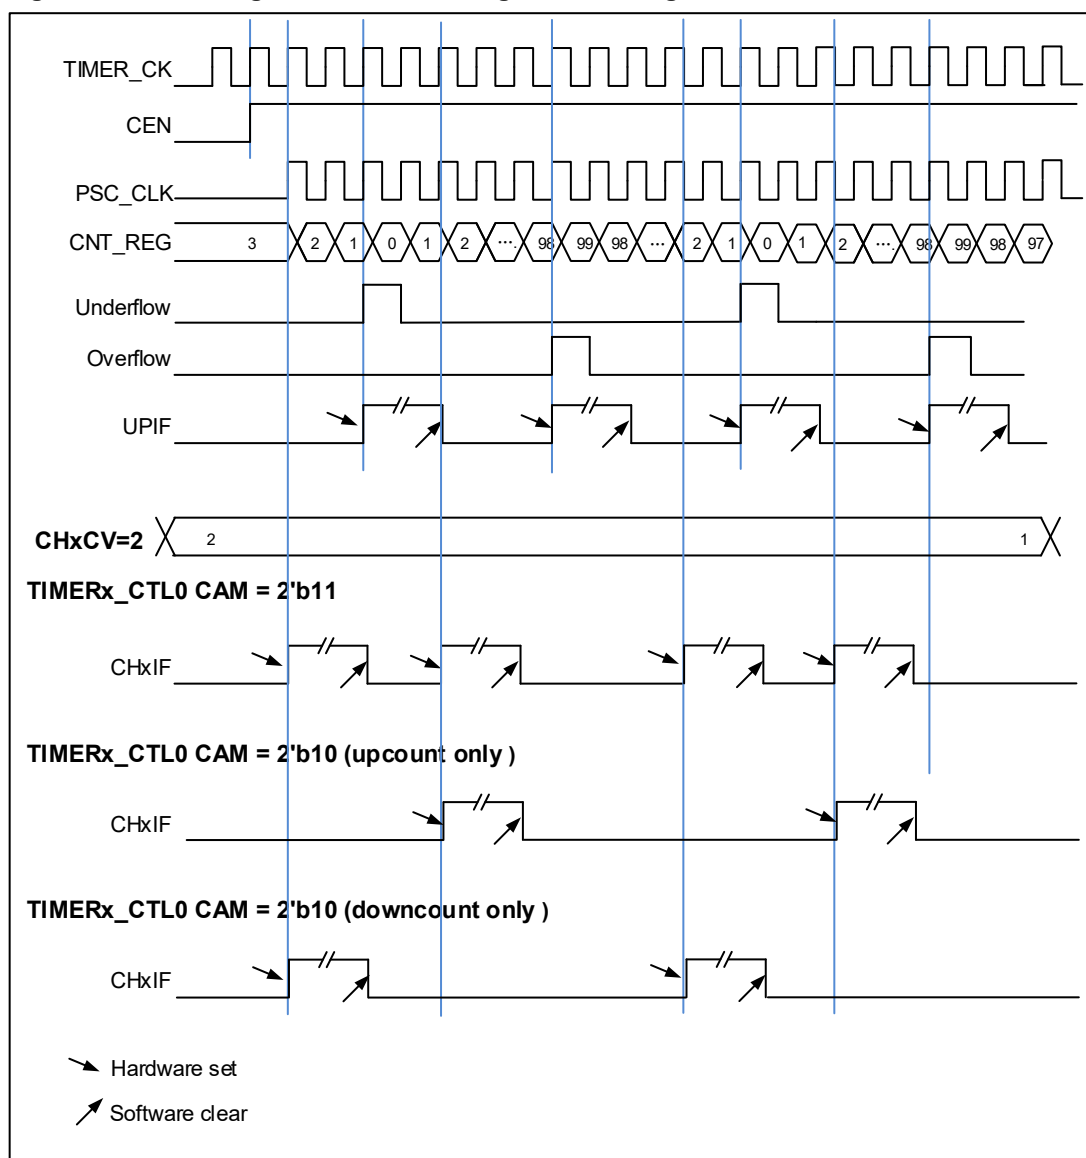 TIMER_CK
CEN
PSC_CLK
CNT_REG 3 2 1 0 1 2 .... 98 99 98 ... 2 1 0 1 2 .... 98 99 98 97
Underflow
Overflow
UPIF
CHxCV=2 2 1
TIMERx_CTL0 CAM = 2'b11
CHxIF
TIMERx_CTL0 CAM = 2'b10 (upcount only )
CHxIF
TIMERx_CTL0 CAM = 2'b10 (downcount only )
CHxIF
Hardware set
Software clear